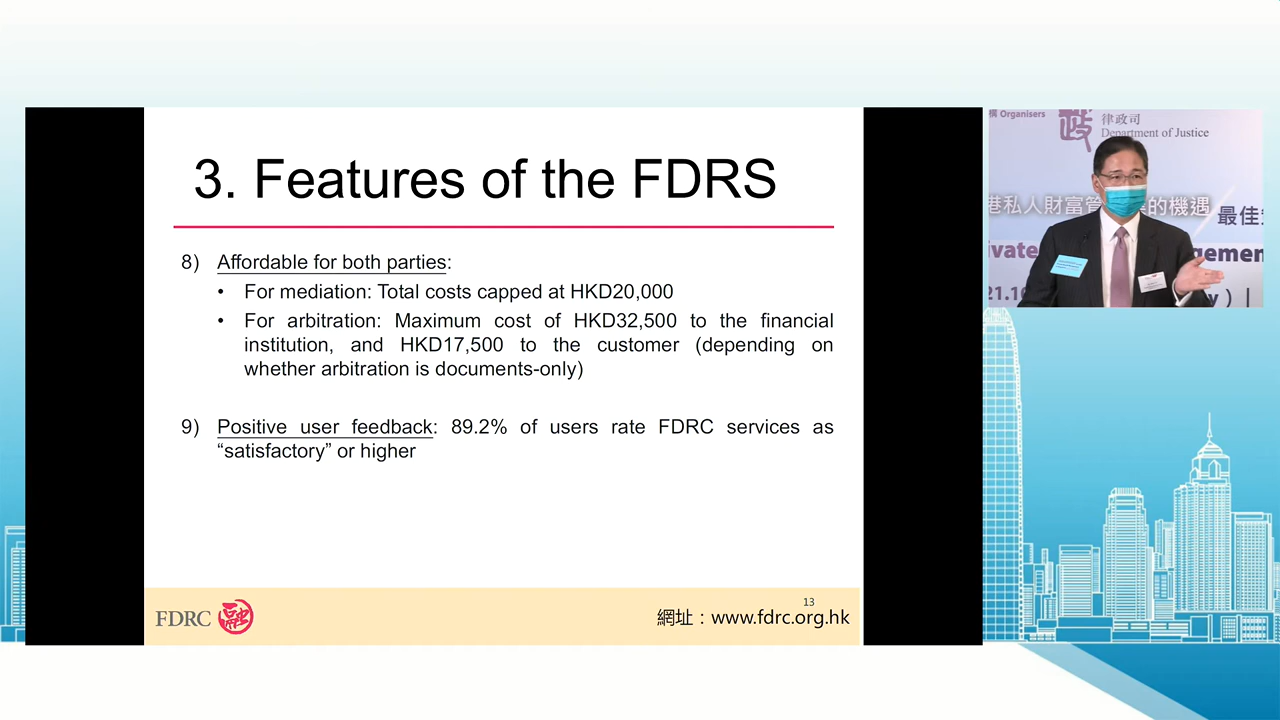 3. Features of the FDRS
8) Affordable for both parties:
• For mediation: Total costs capped at HKD20,000
• For arbitration: Maximum cost of HKD32,500 to the financial
institution, and HKD17,500 to the customer (depending on
whether arbitration is documents-only)
9) Positive user feedback: 89.2% of users rate FDRC services as
“satisfactory” or higher
FDRC 融
13
網址：www.fdrc.org.hk
構 Organisers
律政司
Department of Justice
港私人財富管
的機遇
最佳